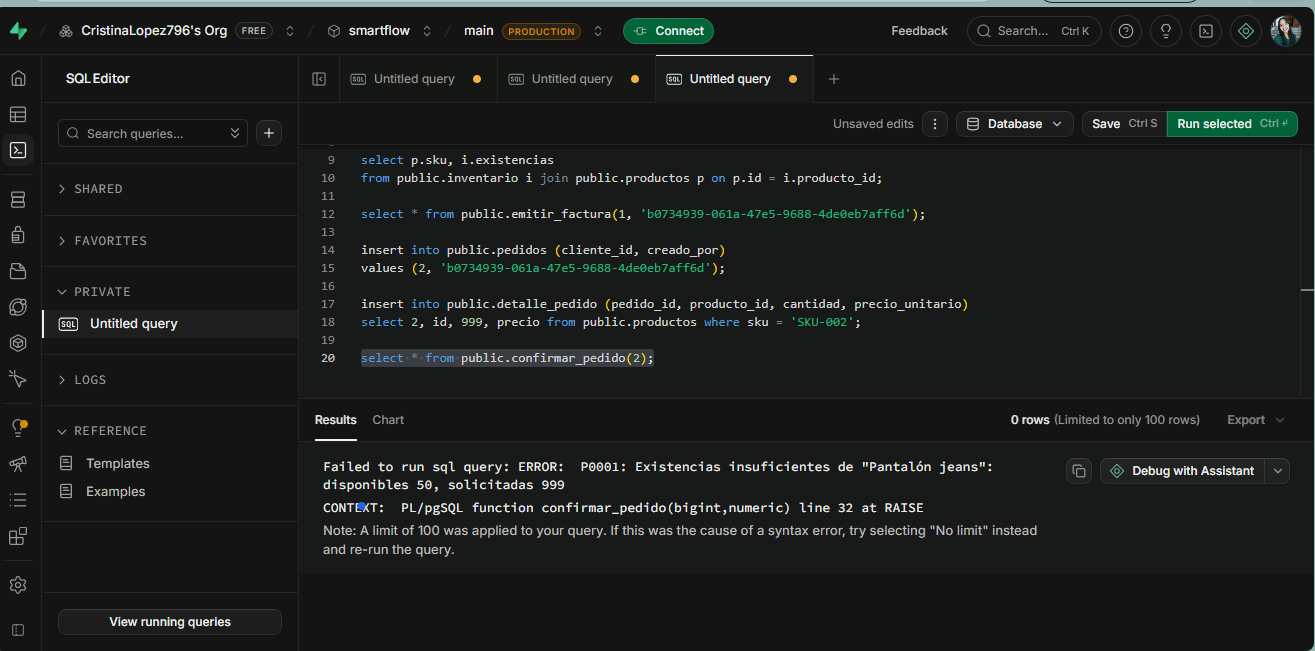 CristinaLopez796's Org FREE smartflow main PRODUCTION Connect Feedback Search... Ctrl K
SQL Editor
SQL Untitled query SQL Untitled query SQL Untitled query
Search queries...
Unsaved edits Database Save Ctrl S Run selected Ctrl ↵
SHARED
FAVORITES
PRIVATE
SQL Untitled query
LOGS
REFERENCE
Templates
Examples
View running queries
9 select p.sku, i.existencias
10 from public.inventario i join public.productos p on p.id = i.producto_id;
11
12 select * from public.emitir_factura(1, 'b0734939-061a-47e5-9688-4de0eb7aff6d');
13
14 insert into public.pedidos (cliente_id, creado_por)
15 values (2, 'b0734939-061a-47e5-9688-4de0eb7aff6d');
16
17 insert into public.detalle_pedido (pedido_id, producto_id, cantidad, precio_unitario)
18 select 2, id, 999, precio from public.productos where sku = 'SKU-002';
19
20 select * from public.confirmar_pedido(2);
Results Chart 0 rows (Limited to only 100 rows) Export
Failed to run sql query: ERROR: P0001: Existencias insuficientes de "Pantalón jeans":
disponibles 50, solicitadas 999
Debug with Assistant
CONTEXT: PL/pgSQL function confirmar_pedido(bigint,numeric) line 32 at RAISE
Note: A limit of 100 was applied to your query. If this was the cause of a syntax error, try selecting "No limit" instead
and re-run the query.